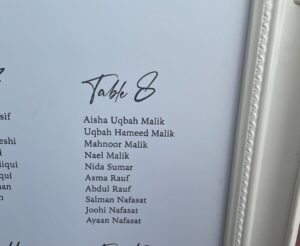 Table 8
Aisha Uqbah Malik
Uqbah Hameed Malik
Mahnoor Malik
Nael Malik
Nida Sumar
Asma Rauf
Abdul Rauf
Salman Nafasat
Joohi Nafasat
Ayaan Nafasat